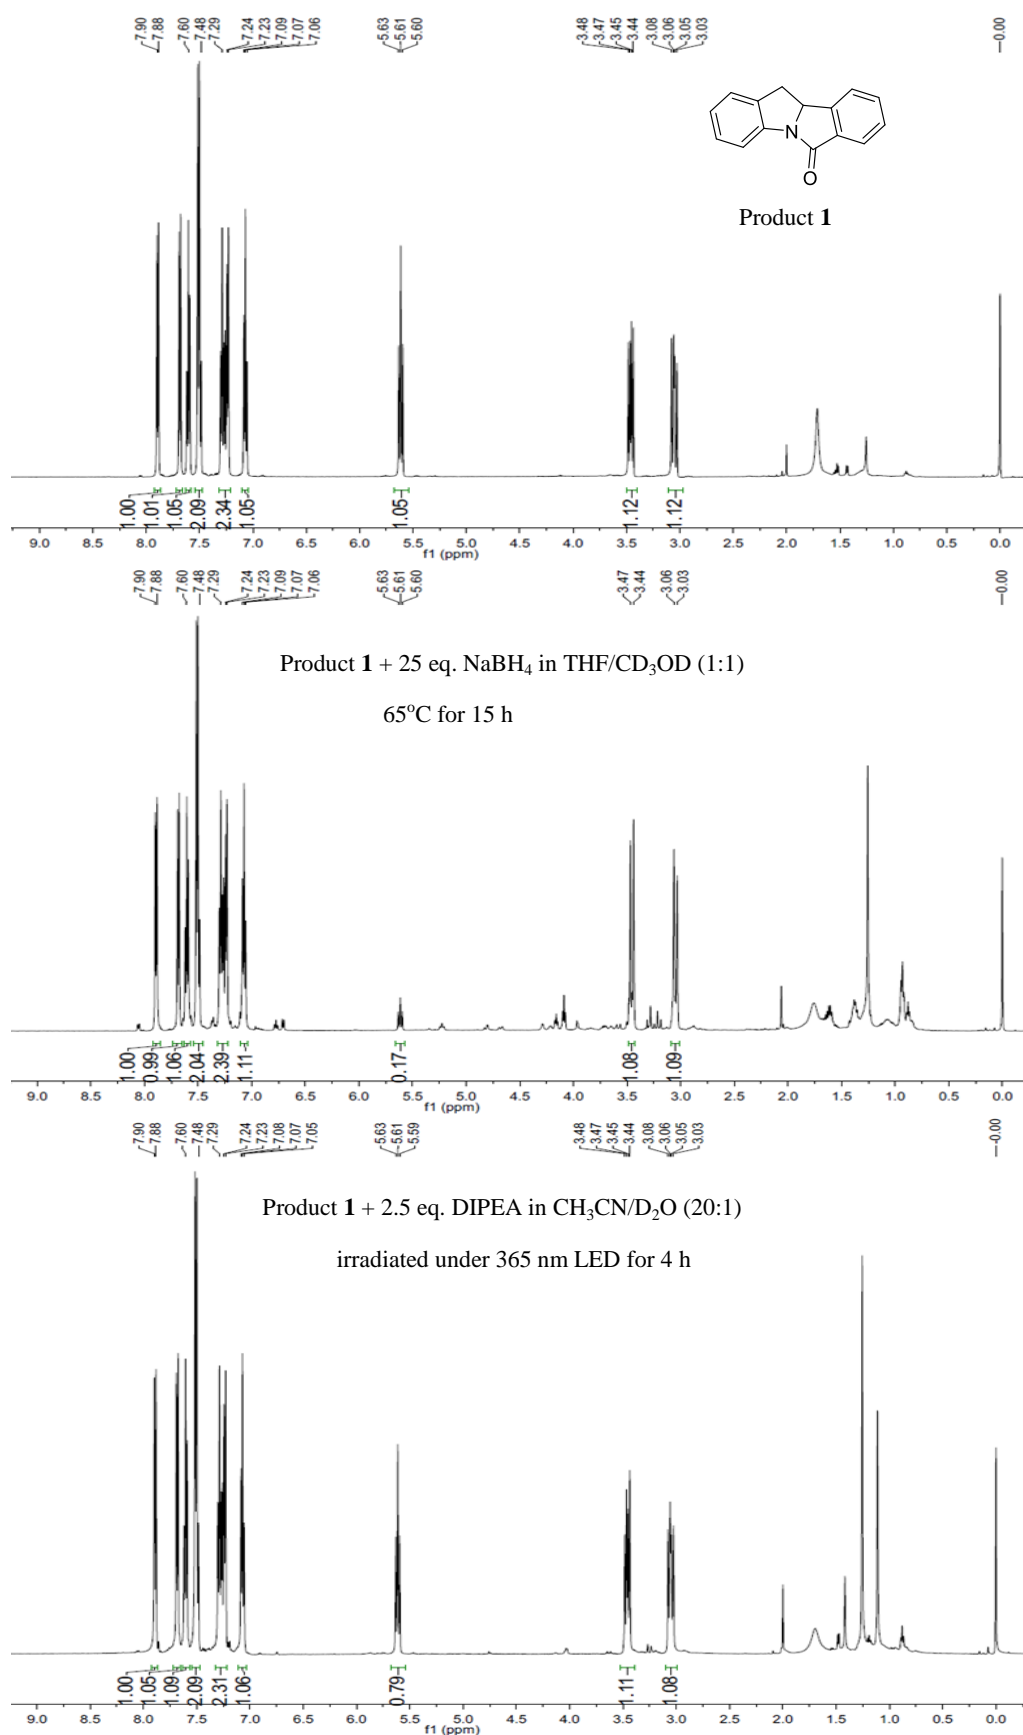 7.90 7.88 7.60 7.48 7.29 7.24 7.23 7.09 7.07 7.06 5.63 5.61 5.60 3.48 3.47 3.45 3.44 3.08 3.06 3.05 3.03 -0.00
N
O
Product 1
1.00 1.01 1.05 2.09 2.34 1.05 1.05 1.12 1.12
9.0 8.5 8.0 7.5 7.0 6.5 6.0 5.5 5.0 4.5 4.0 3.5 3.0 2.5 2.0 1.5 1.0 0.5 0.0
f1 (ppm)
7.90 7.88 7.60 7.48 7.29 7.24 7.23 7.09 7.07 7.06 5.63 5.61 5.60 3.47 3.44 3.06 3.03 -0.00
Product 1 + 25 eq. NaBH₄ in THF/CD₃OD (1:1)
65°C for 15 h
1.00 0.99 1.06 2.04 2.39 1.11 0.17 1.08 1.09
9.0 8.5 8.0 7.5 7.0 6.5 6.0 5.5 5.0 4.5 4.0 3.5 3.0 2.5 2.0 1.5 1.0 0.5 0.0
f1 (ppm)
7.90 7.88 7.60 7.48 7.29 7.24 7.23 7.08 7.07 7.05 5.63 5.61 5.59 3.48 3.47 3.45 3.44 3.08 3.06 3.05 3.03 -0.00
Product 1 + 2.5 eq. DIPEA in CH₃CN/D₂O (20:1)
irradiated under 365 nm LED for 4 h
1.00 1.05 1.09 2.09 2.31 1.06 0.79 1.11 1.08
9.0 8.5 8.0 7.5 7.0 6.5 6.0 5.5 5.0 4.5 4.0 3.5 3.0 2.5 2.0 1.5 1.0 0.5 0.0
f1 (ppm)